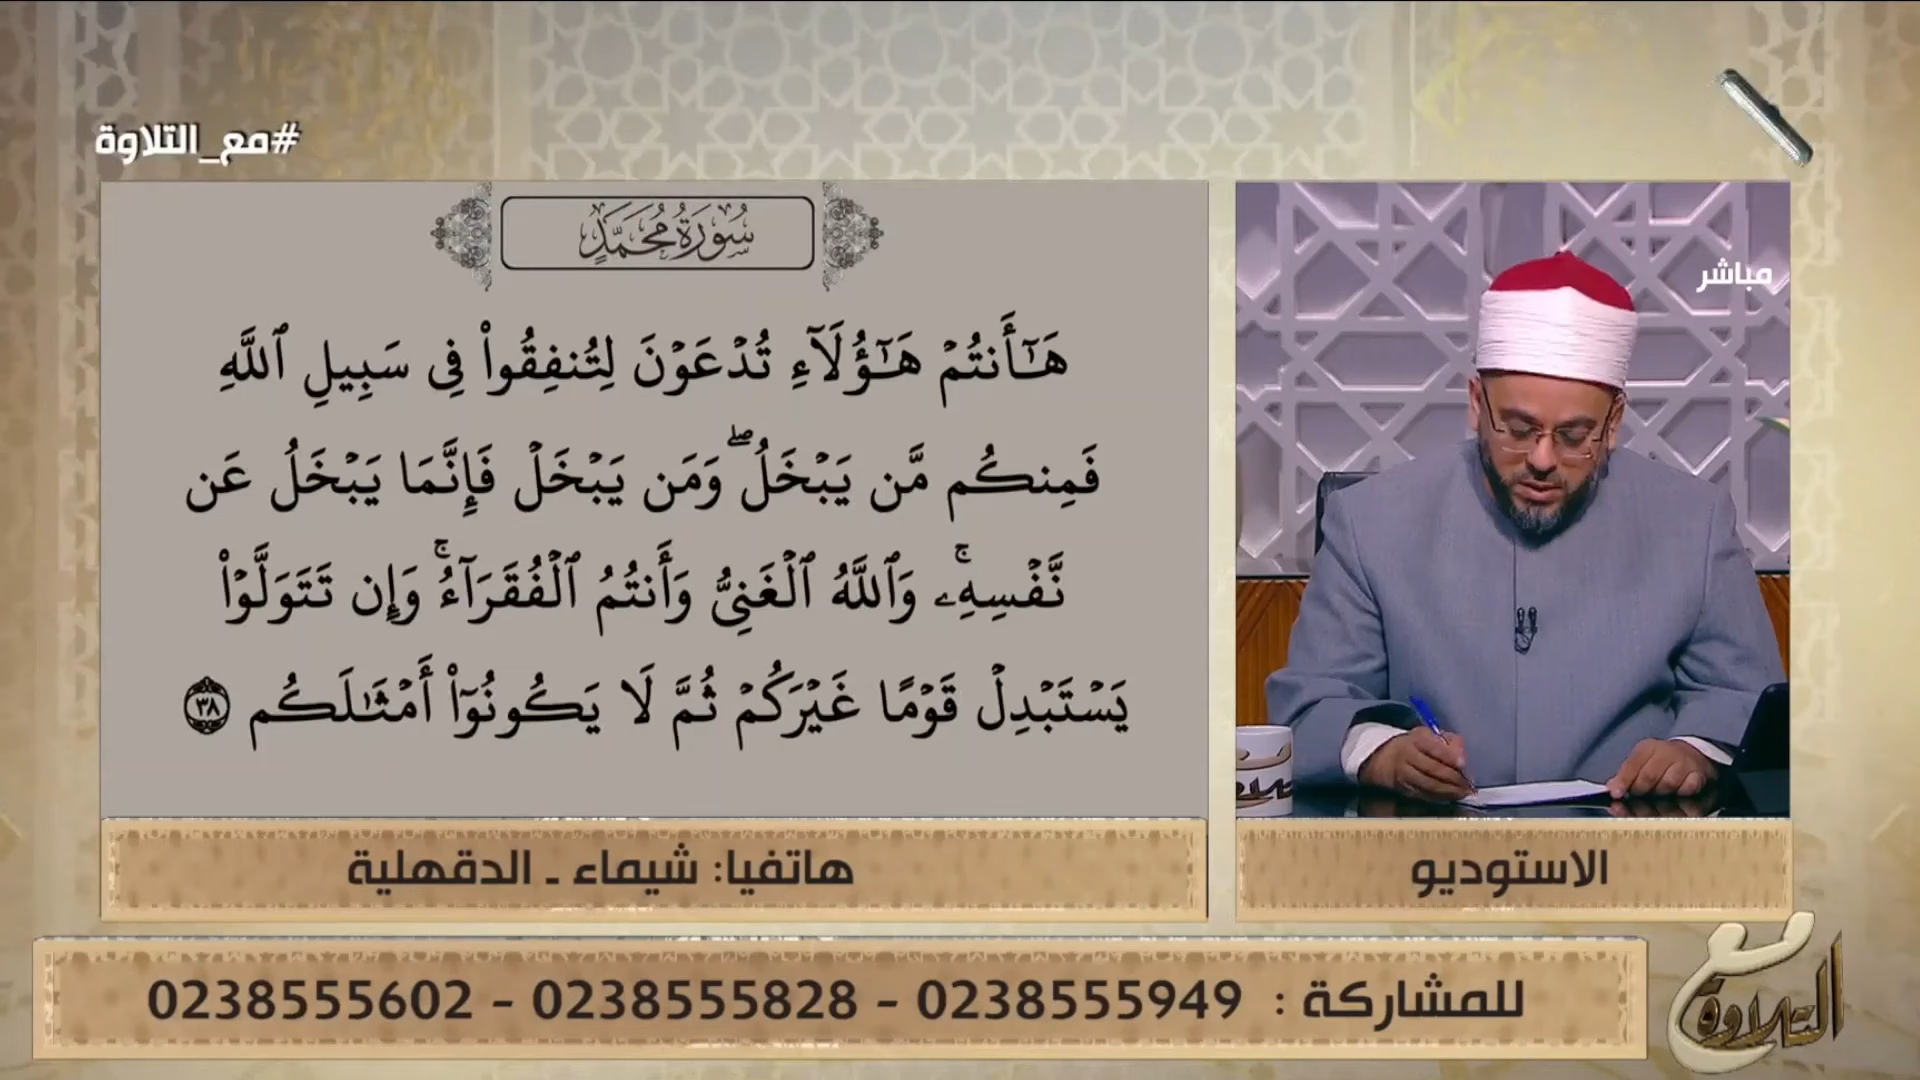 #مع_التلاوة
سُورَةُ مُحَمَّدٍ
هَـٰٓأَنتُمۡ هَـٰٓؤُلَآءِ تُدۡعَوۡنَ لِتُنفِقُواْ فِى سَبِيلِ ٱللَّهِ
فَمِنكُم مَّن يَبۡخَلُۖ وَمَن يَبۡخَلۡ فَإِنَّمَا يَبۡخَلُ عَن
نَّفۡسِهِۦۚ وَٱللَّهُ ٱلۡغَنِىُّ وَأَنتُمُ ٱلۡفُقَرَآءُۚ وَإِن تَتَوَلَّوۡاْ
يَسۡتَبۡدِلۡ قَوۡمًا غَيۡرَكُمۡ ثُمَّ لَا يَكُونُوٓاْ أَمۡثَـٰلَكُم ٣٨
مباشر
الاستوديو
هاتفيا: شيماء - الدقهلية
للمشاركة : 0238555949 - 0238555828 - 0238555602
مع
التلاوة